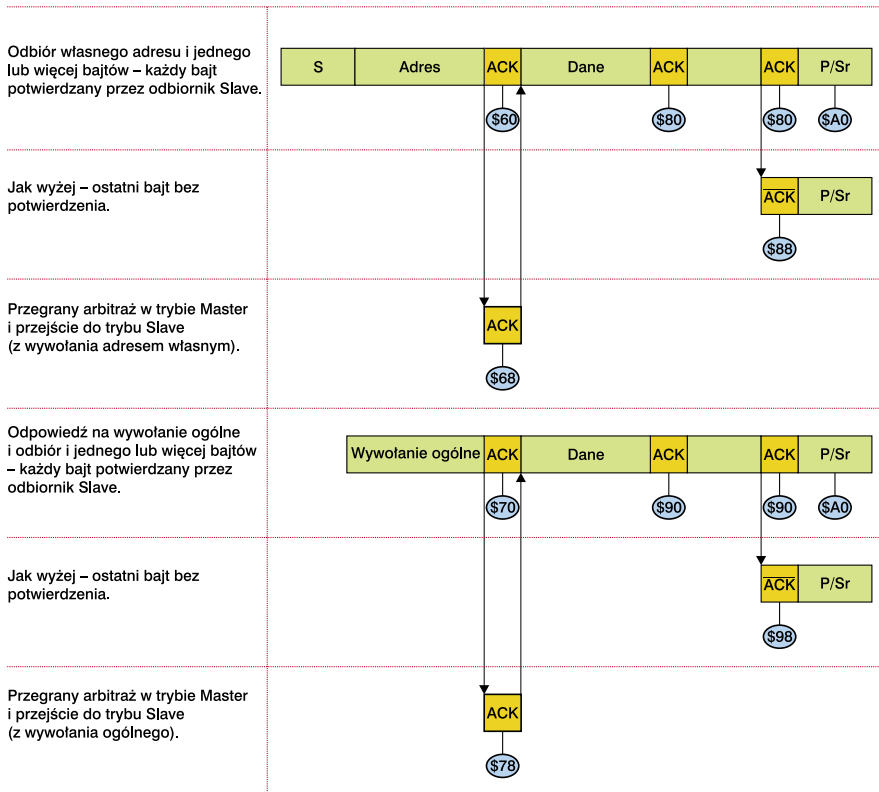 Odbiór własnego adresu i jednego
lub więcej bajtów – każdy bajt
potwierdzany przez odbiornik Slave.
S Adres ACK Dane ACK ACK P/Sr
$60 $80 $80 $A0
Jak wyżej – ostatni bajt bez
potwierdzenia.
A̅C̅K̅ P/Sr
$88
Przegrany arbitraż w trybie Master
i przejście do trybu Slave
(z wywołania adresem własnym).
ACK
$68
Odpowiedź na wywołanie ogólne
i odbiór i jednego lub więcej bajtów
– każdy bajt potwierdzany przez
odbiornik Slave.
Wywołanie ogólne ACK Dane ACK ACK P/Sr
$70 $90 $90 $A0
Jak wyżej – ostatni bajt bez
potwierdzenia.
A̅C̅K̅ P/Sr
$98
Przegrany arbitraż w trybie Master
i przejście do trybu Slave
(z wywołania ogólnego).
ACK
$78